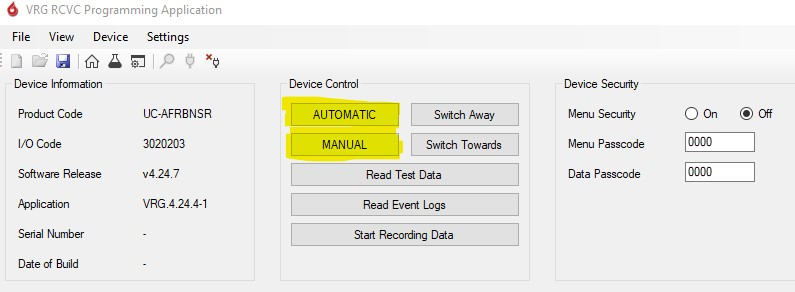 VRG RCVC Programming Application
File View Device Settings
Device Information
Product Code UC-AFRBNSR
I/O Code 3020203
Software Release v4.24.7
Application VRG.4.24.4-1
Serial Number -
Date of Build -
Device Control
AUTOMATIC Switch Away
MANUAL Switch Towards
Read Test Data
Read Event Logs
Start Recording Data
Device Security
Menu Security On Off
Menu Passcode 0000
Data Passcode 0000